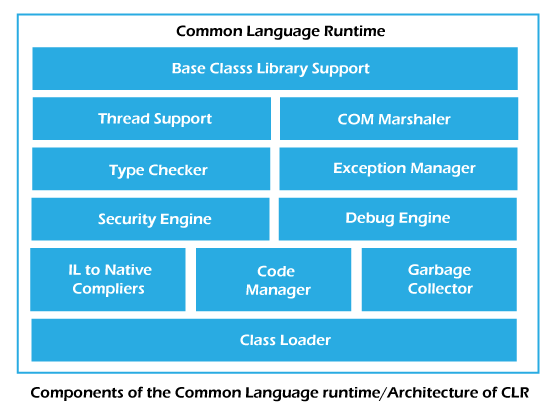 Common Language Runtime
Base Classs Library Support
Thread Support
COM Marshaler
Type Checker
Exception Manager
Security Engine
Debug Engine
IL to Native
Compliers
Code
Manager
Garbage
Collector
Class Loader
Components of the Common Language runtime/Architecture of CLR